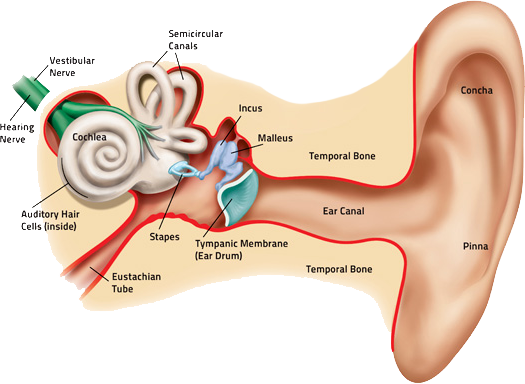 Semicircular
Canals
Vestibular
Nerve
Concha
Incus
Hearing
Nerve
Cochlea
Malleus
Temporal Bone
Auditory Hair
Cells (inside)
Ear Canal
Stapes
Tympanic Membrane
(Ear Drum)
Pinna
Eustachian
Tube
Temporal Bone